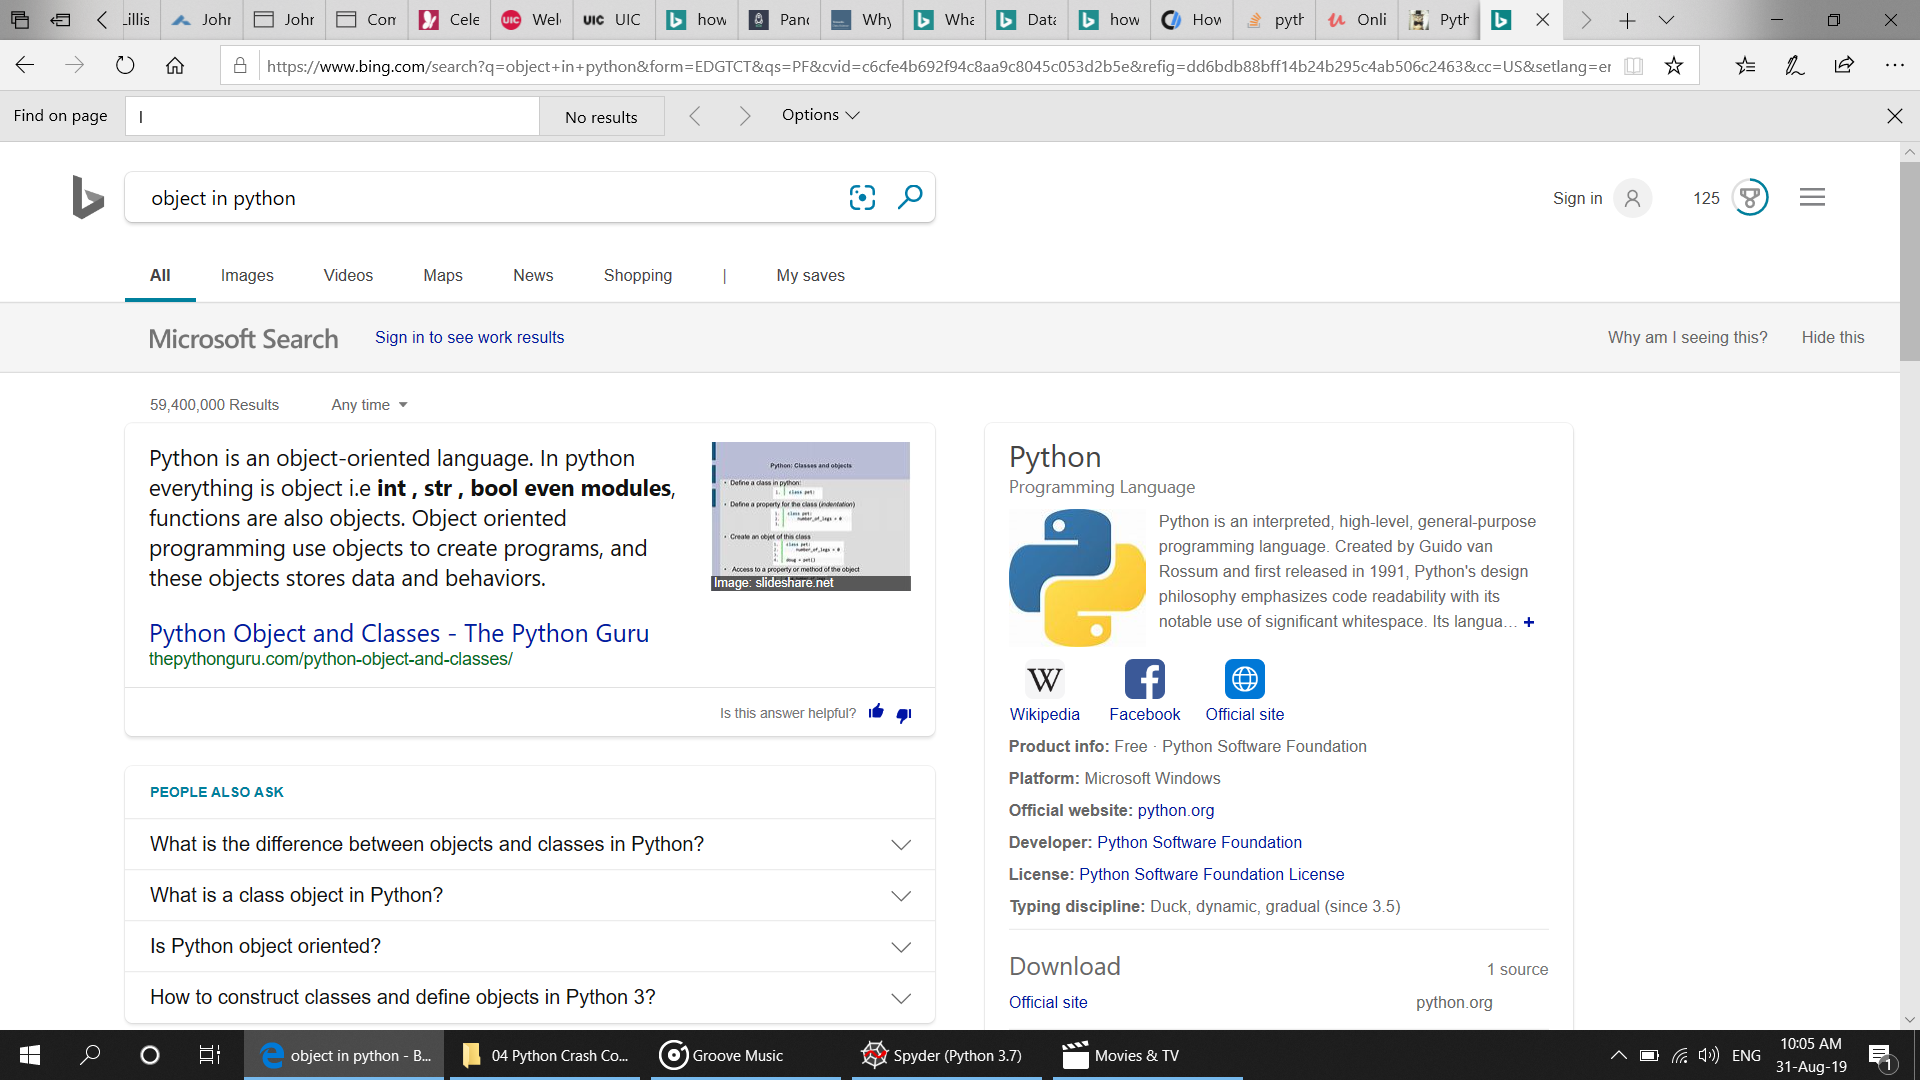 illis
Johr
Johr
Com
Cele
UIC
Wel
UIC
UIC
how
Panc
Why
Wha
Data
how
How
pyth
Onli
Pyth
https://www.bing.com/search?q=object+in+python&form=EDGTCT&qs=PF&cvid=c6cfe4b692f94c8aa9c8045c053d2b5e&refig=dd6bdb88bff14b24b295c4ab506c2463&cc=US&setlang=er
Find on page
No results
Options
object in python
Sign in
125
All
Images
Videos
Maps
News
Shopping
|
My saves
Microsoft Search
Sign in to see work results
Why am I seeing this?
Hide this
59,400,000 Results
Any time
Python is an object-oriented language. In python
everything is object i.e int , str , bool even modules,
functions are also objects. Object oriented
programming use objects to create programs, and
these objects stores data and behaviors.
Python: Classes and objects
Define a class in python:
Define a property for the class (indentation)
Create an objet of this class
Access to a property or method of the object
Image: slideshare.net
Python Object and Classes - The Python Guru
thepythonguru.com/python-object-and-classes/
Is this answer helpful?
PEOPLE ALSO ASK
What is the difference between objects and classes in Python?
What is a class object in Python?
Is Python object oriented?
How to construct classes and define objects in Python 3?
Python
Programming Language
Python is an interpreted, high-level, general-purpose
programming language. Created by Guido van
Rossum and first released in 1991, Python's design
philosophy emphasizes code readability with its
notable use of significant whitespace. Its langua… +
Wikipedia
Facebook
Official site
Product info: Free · Python Software Foundation
Platform: Microsoft Windows
Official website: python.org
Developer: Python Software Foundation
License: Python Software Foundation License
Typing discipline: Duck, dynamic, gradual (since 3.5)
Download
1 source
Official site
python.org
object in python - B...
04 Python Crash Co...
Groove Music
Spyder (Python 3.7)
Movies & TV
ENG
10:05 AM
31-Aug-19
1